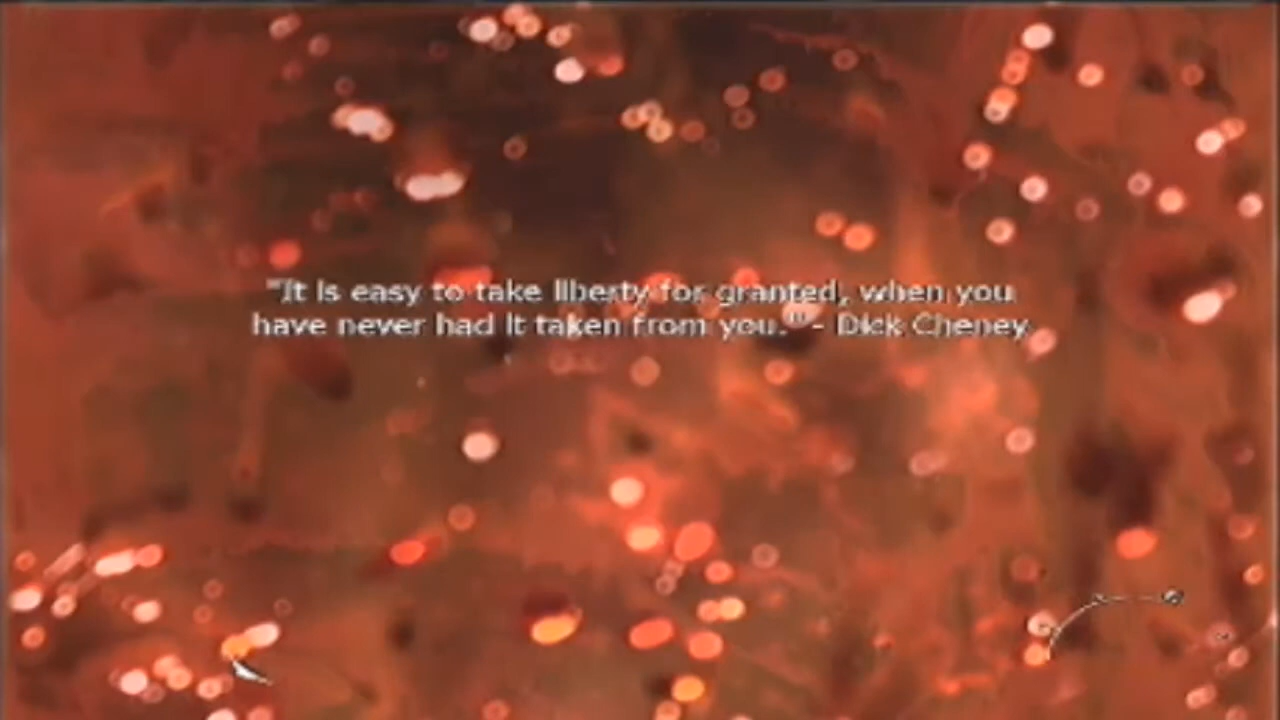 "It is easy to take liberty for granted, when you
have never had it taken from you." - Dick Cheney